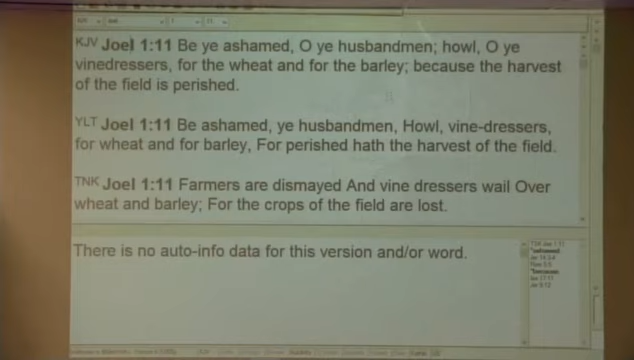 KJV Joel 1:11 Be ye ashamed, O ye husbandmen; howl, O ye
vinedressers, for the wheat and for the barley; because the harvest
of the field is perished.
YLT Joel 1:11 Be ashamed, ye husbandmen, Howl, vine-dressers,
for wheat and for barley, For perished hath the harvest of the field.
TNK Joel 1:11 Farmers are dismayed And vine dressers wail Over
wheat and barley; For the crops of the field are lost.
There is no auto-info data for this version and/or word.